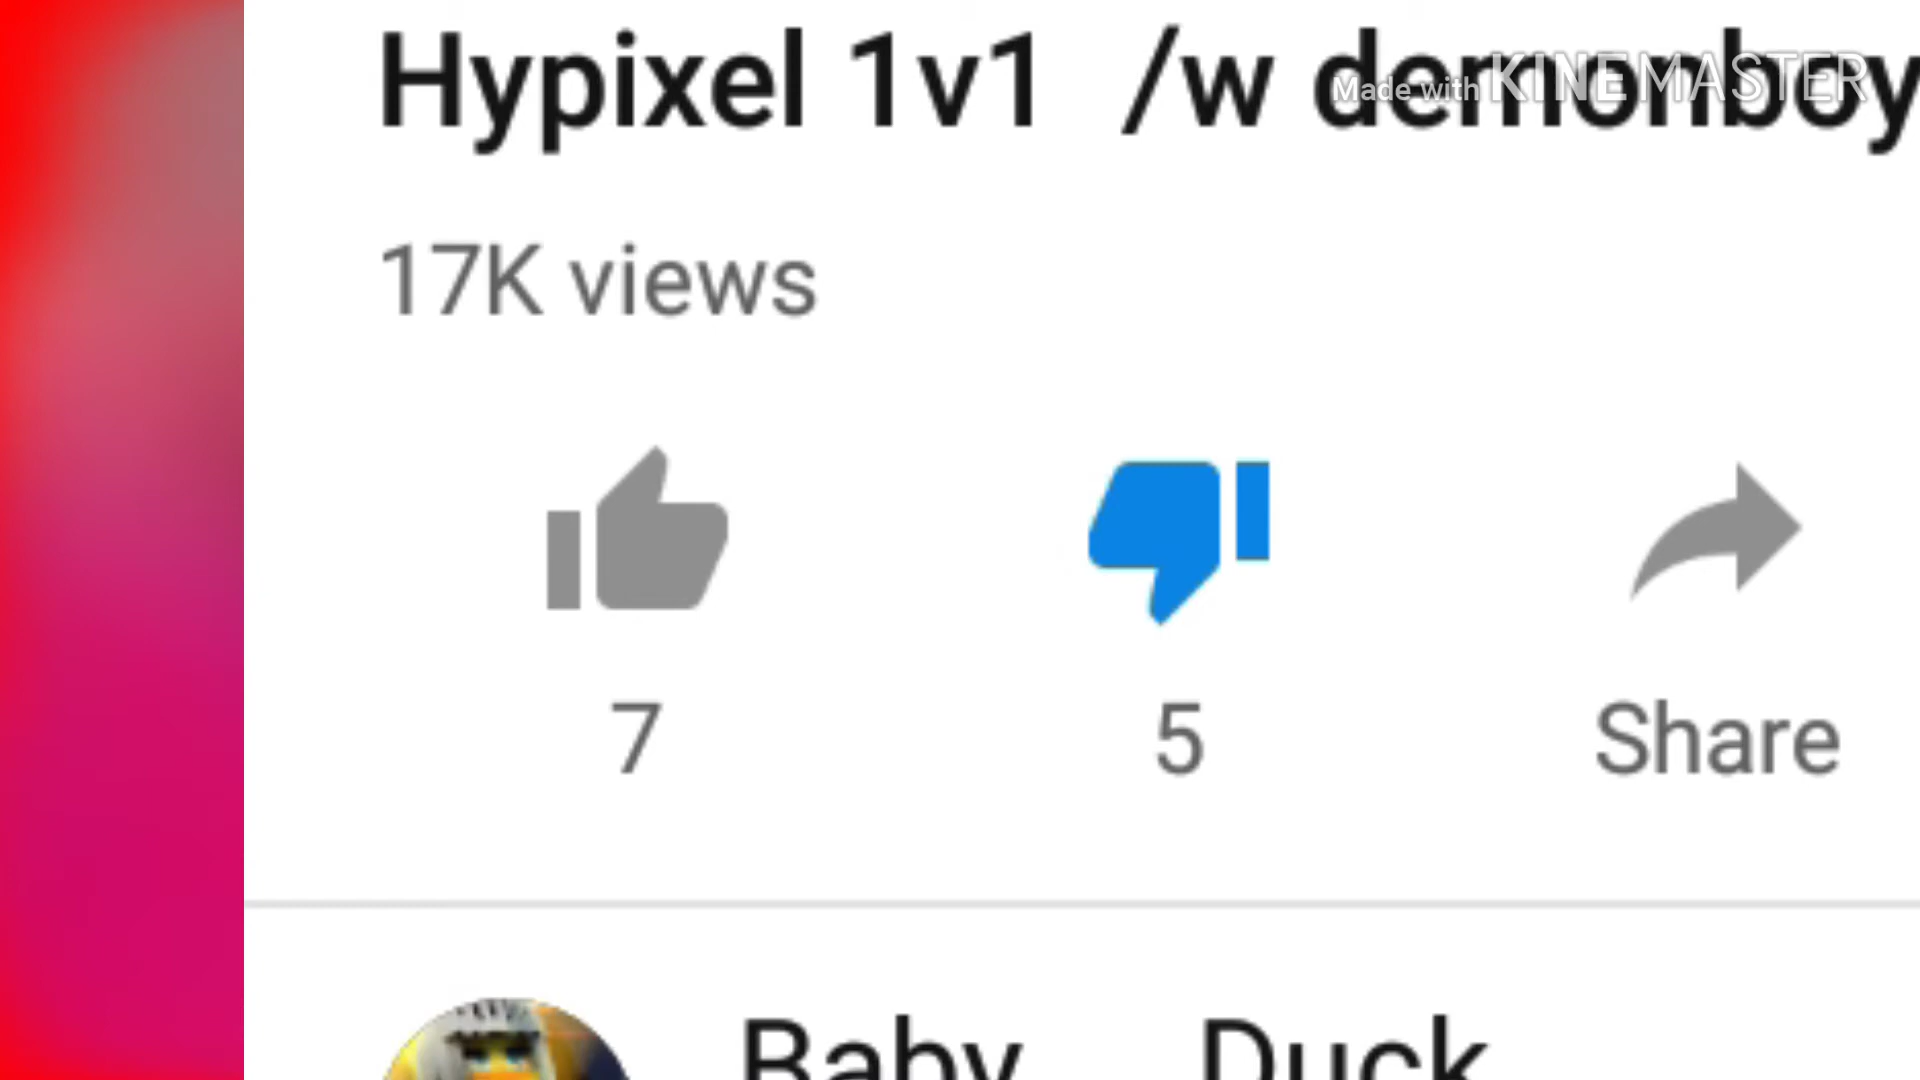 Hypixel 1v1 /w demonboy
Made with KINEMASTER
17K views
7
5
Share
Baby Duck